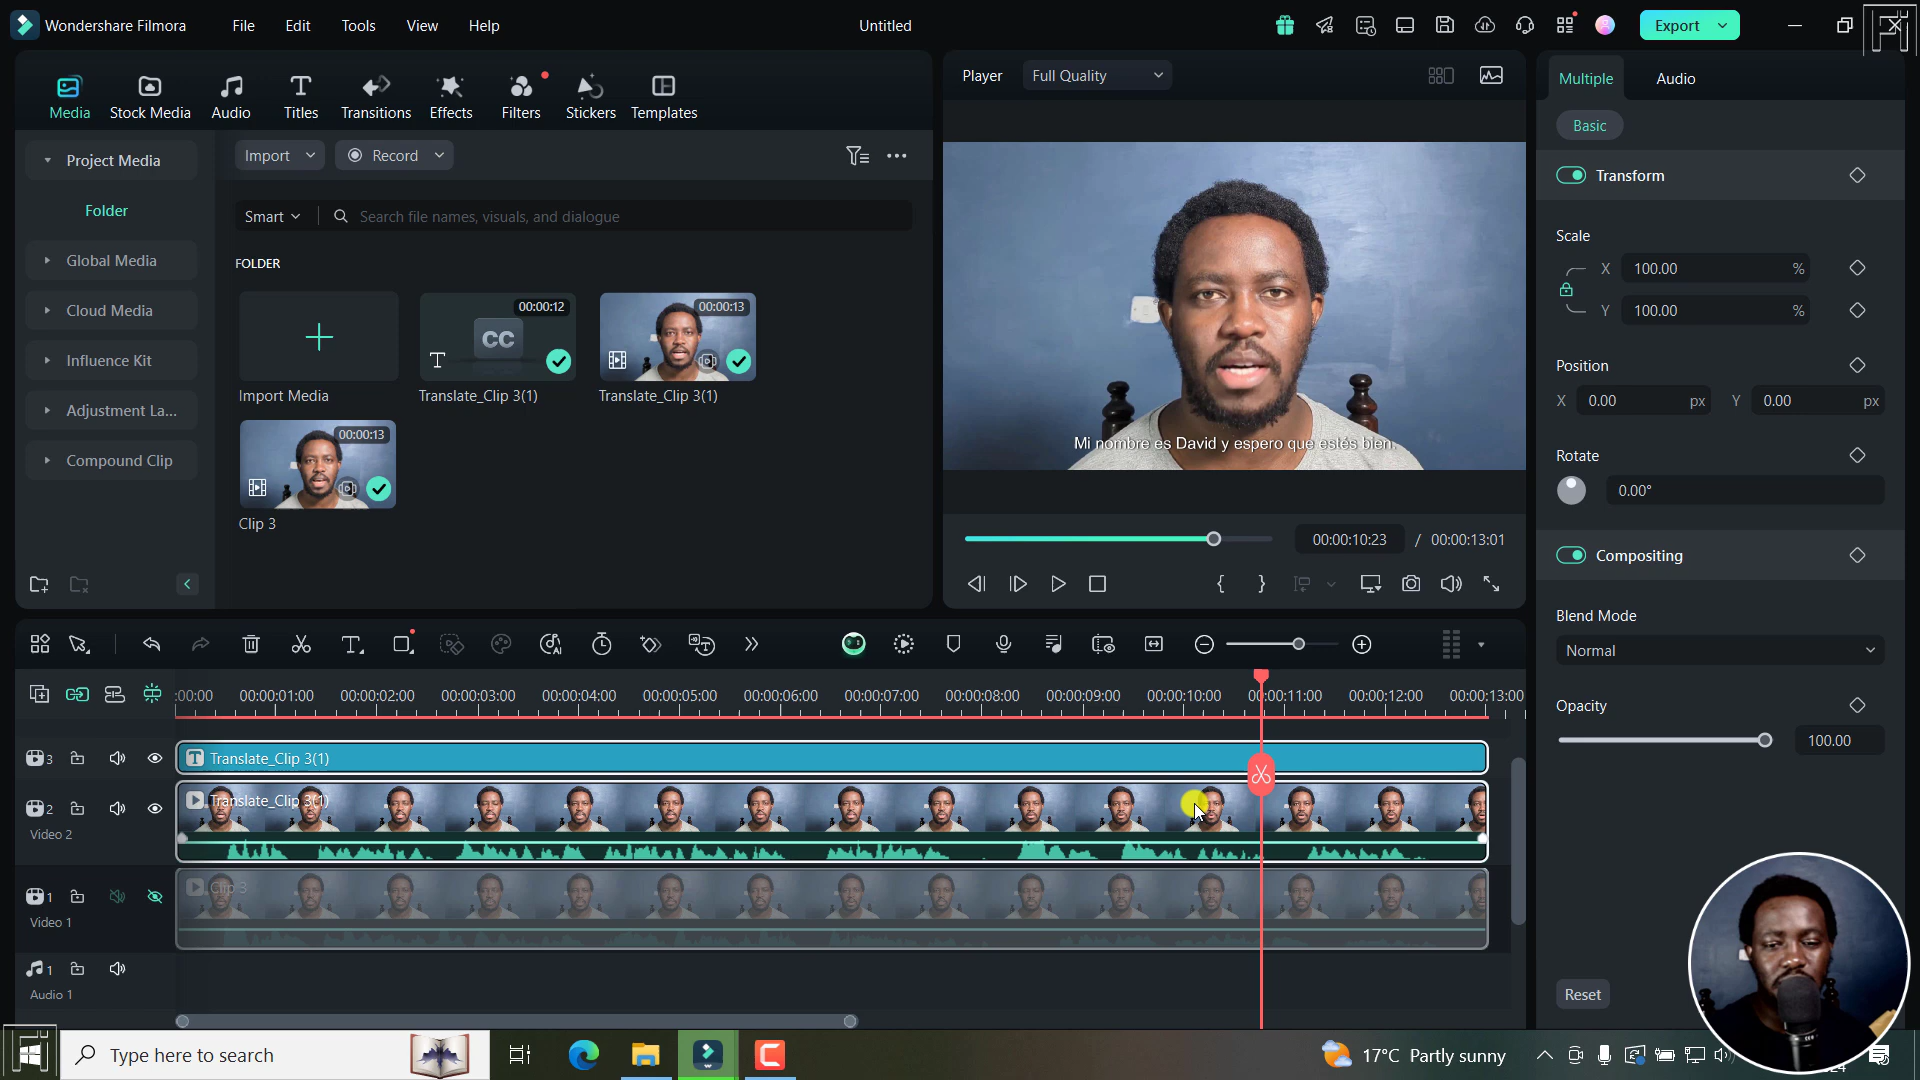 Wondershare Filmora
File
Edit
Tools
View
Help
Untitled
Export
Media
Stock Media
Audio
Titles
Transitions
Effects
Filters
Stickers
Templates
Player
Full Quality
Multiple
Audio
Basic
Project Media
Folder
Global Media
Cloud Media
Influence Kit
Adjustment La...
Compound Clip
Import
Record
Smart
Search file names, visuals, and dialogue
FOLDER
Import Media
00:00:12
CC
T
Translate_Clip 3(1)
00:00:13
Translate_Clip 3(1)
00:00:13
Clip 3
Mi nombre es David y espero que estés bien.
00:00:10:23 / 00:00:13:01
Transform
Scale
X 100.00 %
Y 100.00 %
Position
X 0.00 px Y 0.00 px
Rotate
0.00°
Compositing
Blend Mode
Normal
Opacity
100.00
Reset
:00:00 00:00:01:00 00:00:02:00 00:00:03:00 00:00:04:00 00:00:05:00 00:00:06:00 00:00:07:00 00:00:08:00 00:00:09:00 00:00:10:00 00:00:11:00 00:00:12:00 00:00:13:00
3
T Translate_Clip 3(1)
2
Video 2
Translate_Clip 3(1)
1
Video 1
Clip 3
1
Audio 1
Type here to search
17°C Partly sunny